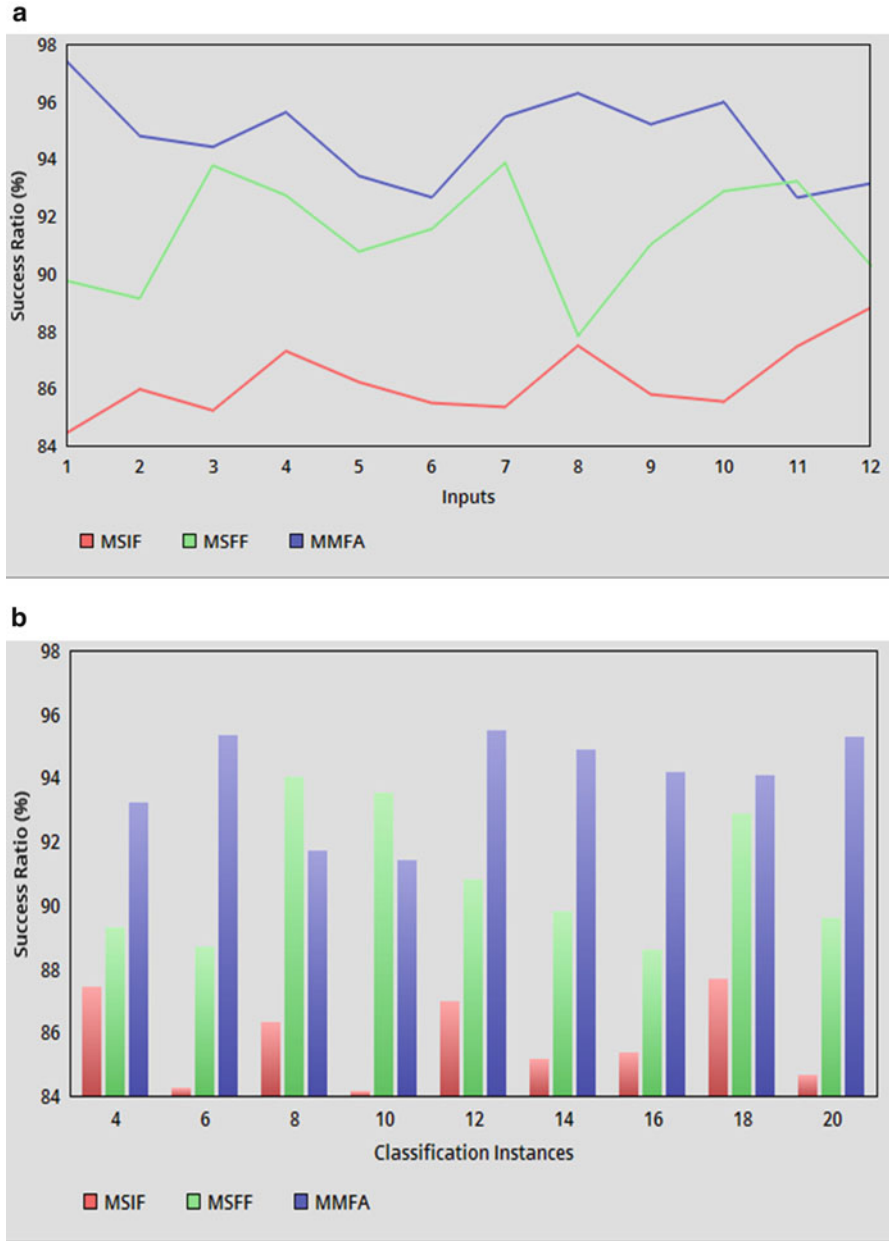 a
98
96
94
92
90
88
86
84
Success Ratio (%)
1 2 3 4 5 6 7 8 9 10 11 12
Inputs
MSIF MSFF MMFA
b
98
96
94
92
90
88
86
84
Success Ratio (%)
4 6 8 10 12 14 16 18 20
Classification Instances
MSIF MSFF MMFA